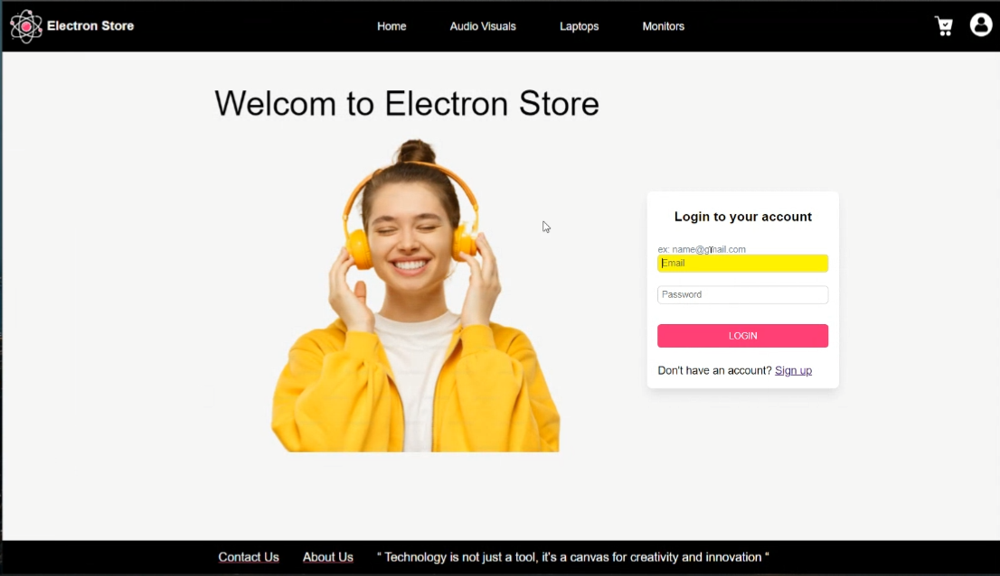 Electron Store
Home Audio Visuals Laptops Monitors
Welcom to Electron Store
Login to your account
ex: name@gmail.com
Email
Password
LOGIN
Don't have an account? Sign up
Contact Us About Us “ Technology is not just a tool, it's a canvas for creativity and innovation “